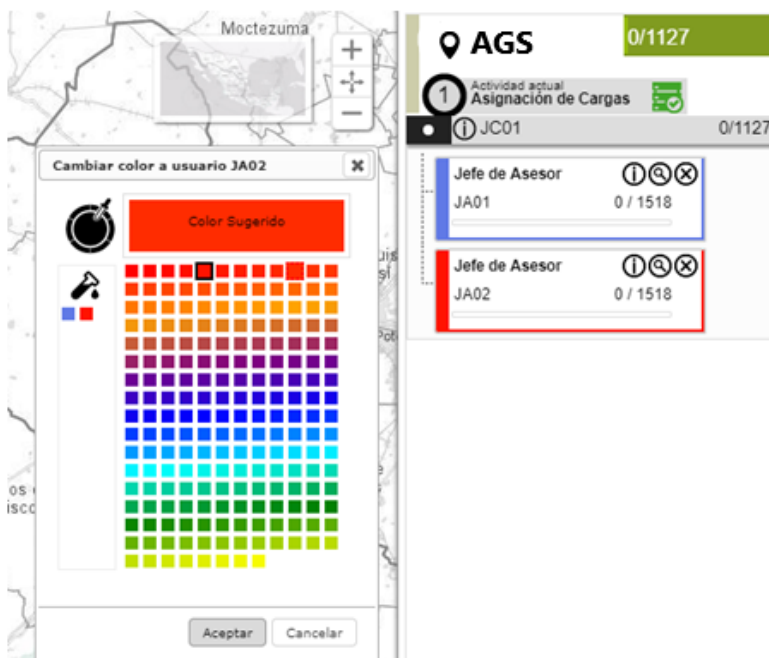 Moctezuma
Cambiar color a usuario JA02
Color Sugerido
Aceptar
Cancelar
AGS
0/1127
1
Actividad actual
Asignación de Cargas
JC01
0/1127
Jefe de Asesor
JA01
0 / 1518
Jefe de Asesor
JA02
0 / 1518